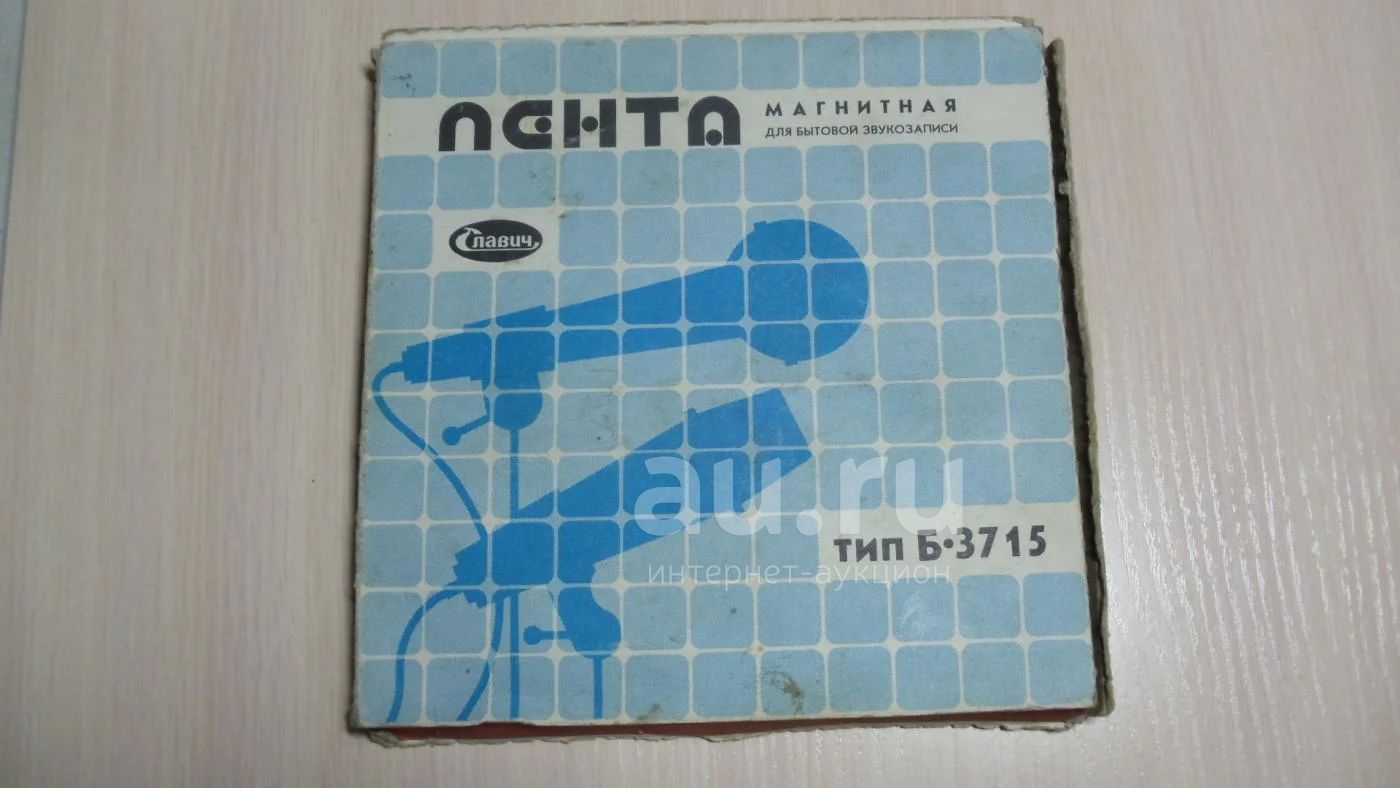 ЛЕНТА
МАГНИТНАЯ
ДЛЯ БЫТОВОЙ ЗВУКОЗАПИСИ
Славич
au.ru
интернет-аукцион
ТИП Б·3715